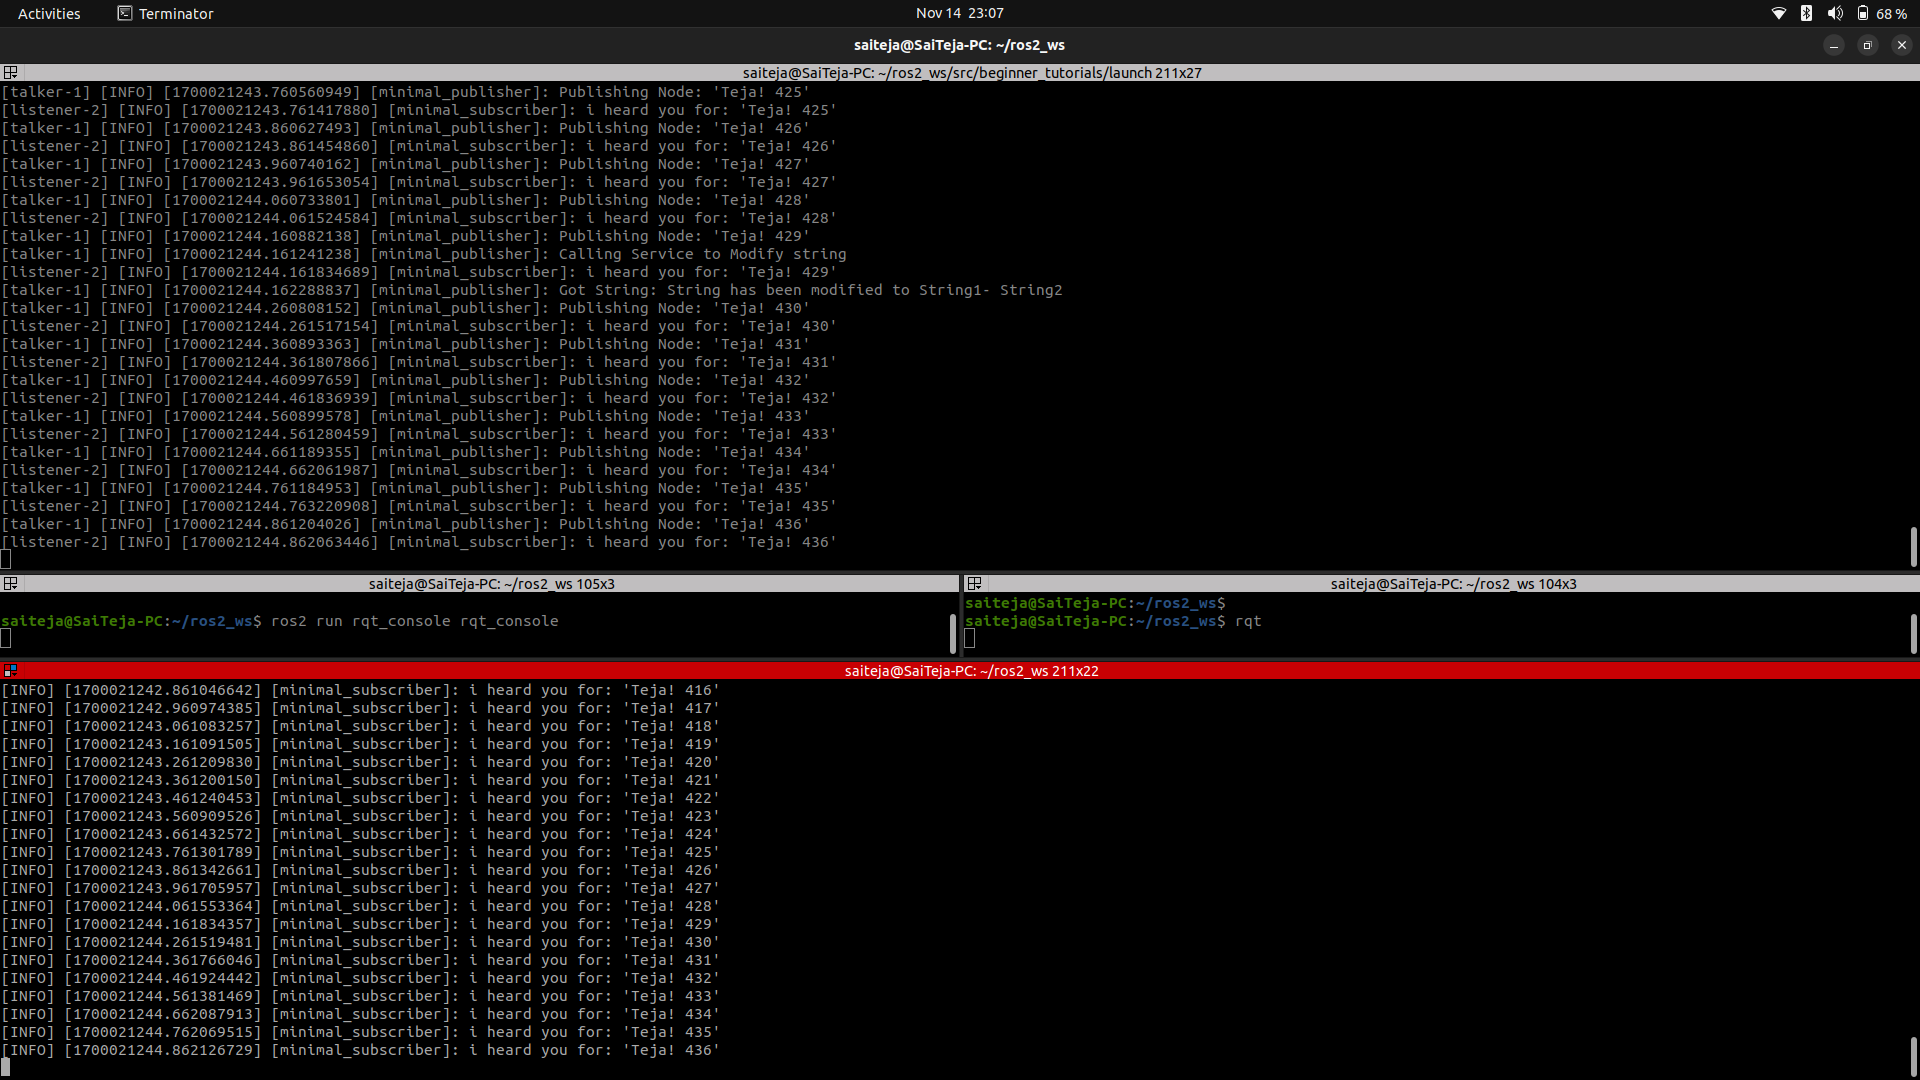 Activities Terminator Nov 14 23:07 68 %
saiteja@SaiTeja-PC: ~/ros2_ws
saiteja@SaiTeja-PC: ~/ros2_ws/src/beginner_tutorials/launch 211x27
[talker-1] [INFO] [1700021243.760560949] [minimal_publisher]: Publishing Node: 'Teja! 425'
[listener-2] [INFO] [1700021243.761417880] [minimal_subscriber]: i heard you for: 'Teja! 425'
[talker-1] [INFO] [1700021243.860627493] [minimal_publisher]: Publishing Node: 'Teja! 426'
[listener-2] [INFO] [1700021243.861454860] [minimal_subscriber]: i heard you for: 'Teja! 426'
[talker-1] [INFO] [1700021243.960740162] [minimal_publisher]: Publishing Node: 'Teja! 427'
[listener-2] [INFO] [1700021243.961653054] [minimal_subscriber]: i heard you for: 'Teja! 427'
[talker-1] [INFO] [1700021244.060733801] [minimal_publisher]: Publishing Node: 'Teja! 428'
[listener-2] [INFO] [1700021244.061524584] [minimal_subscriber]: i heard you for: 'Teja! 428'
[talker-1] [INFO] [1700021244.160882138] [minimal_publisher]: Publishing Node: 'Teja! 429'
[talker-1] [INFO] [1700021244.161241238] [minimal_publisher]: Calling Service to Modify string
[listener-2] [INFO] [1700021244.161834689] [minimal_subscriber]: i heard you for: 'Teja! 429'
[talker-1] [INFO] [1700021244.162288837] [minimal_publisher]: Got String: String has been modified to String1- String2
[talker-1] [INFO] [1700021244.260808152] [minimal_publisher]: Publishing Node: 'Teja! 430'
[listener-2] [INFO] [1700021244.261517154] [minimal_subscriber]: i heard you for: 'Teja! 430'
[talker-1] [INFO] [1700021244.360893363] [minimal_publisher]: Publishing Node: 'Teja! 431'
[listener-2] [INFO] [1700021244.361807866] [minimal_subscriber]: i heard you for: 'Teja! 431'
[talker-1] [INFO] [1700021244.460997659] [minimal_publisher]: Publishing Node: 'Teja! 432'
[listener-2] [INFO] [1700021244.461836939] [minimal_subscriber]: i heard you for: 'Teja! 432'
[talker-1] [INFO] [1700021244.560899578] [minimal_publisher]: Publishing Node: 'Teja! 433'
[listener-2] [INFO] [1700021244.561280459] [minimal_subscriber]: i heard you for: 'Teja! 433'
[talker-1] [INFO] [1700021244.661189355] [minimal_publisher]: Publishing Node: 'Teja! 434'
[listener-2] [INFO] [1700021244.662061987] [minimal_subscriber]: i heard you for: 'Teja! 434'
[talker-1] [INFO] [1700021244.761184953] [minimal_publisher]: Publishing Node: 'Teja! 435'
[listener-2] [INFO] [1700021244.763220908] [minimal_subscriber]: i heard you for: 'Teja! 435'
[talker-1] [INFO] [1700021244.861204026] [minimal_publisher]: Publishing Node: 'Teja! 436'
[listener-2] [INFO] [1700021244.862063446] [minimal_subscriber]: i heard you for: 'Teja! 436'
saiteja@SaiTeja-PC: ~/ros2_ws 105x3
saiteja@SaiTeja-PC:~/ros2_ws$ ros2 run rqt_console rqt_console
saiteja@SaiTeja-PC: ~/ros2_ws 104x3
saiteja@SaiTeja-PC:~/ros2_ws$
saiteja@SaiTeja-PC:~/ros2_ws$ rqt
saiteja@SaiTeja-PC: ~/ros2_ws 211x22
[INFO] [1700021242.861046642] [minimal_subscriber]: i heard you for: 'Teja! 416'
[INFO] [1700021242.960974385] [minimal_subscriber]: i heard you for: 'Teja! 417'
[INFO] [1700021243.061083257] [minimal_subscriber]: i heard you for: 'Teja! 418'
[INFO] [1700021243.161091505] [minimal_subscriber]: i heard you for: 'Teja! 419'
[INFO] [1700021243.261209830] [minimal_subscriber]: i heard you for: 'Teja! 420'
[INFO] [1700021243.361200150] [minimal_subscriber]: i heard you for: 'Teja! 421'
[INFO] [1700021243.461240453] [minimal_subscriber]: i heard you for: 'Teja! 422'
[INFO] [1700021243.560909526] [minimal_subscriber]: i heard you for: 'Teja! 423'
[INFO] [1700021243.661432572] [minimal_subscriber]: i heard you for: 'Teja! 424'
[INFO] [1700021243.761301789] [minimal_subscriber]: i heard you for: 'Teja! 425'
[INFO] [1700021243.861342661] [minimal_subscriber]: i heard you for: 'Teja! 426'
[INFO] [1700021243.961705957] [minimal_subscriber]: i heard you for: 'Teja! 427'
[INFO] [1700021244.061553364] [minimal_subscriber]: i heard you for: 'Teja! 428'
[INFO] [1700021244.161834357] [minimal_subscriber]: i heard you for: 'Teja! 429'
[INFO] [1700021244.261519481] [minimal_subscriber]: i heard you for: 'Teja! 430'
[INFO] [1700021244.361766046] [minimal_subscriber]: i heard you for: 'Teja! 431'
[INFO] [1700021244.461924442] [minimal_subscriber]: i heard you for: 'Teja! 432'
[INFO] [1700021244.561381469] [minimal_subscriber]: i heard you for: 'Teja! 433'
[INFO] [1700021244.662087913] [minimal_subscriber]: i heard you for: 'Teja! 434'
[INFO] [1700021244.762069515] [minimal_subscriber]: i heard you for: 'Teja! 435'
[INFO] [1700021244.862126729] [minimal_subscriber]: i heard you for: 'Teja! 436'